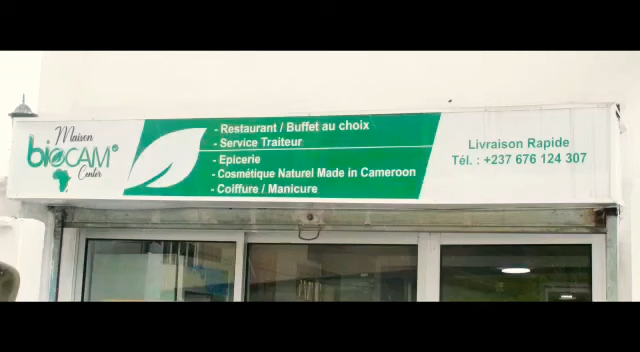 Maison
biOCAM
Center
- Restaurant / Buffet au choix
- Service Traiteur
- Epicerie
- Cosmétique Naturel Made in Cameroon
- Coiffure / Manicure
Livraison Rapide
Tél. : +237 676 124 307